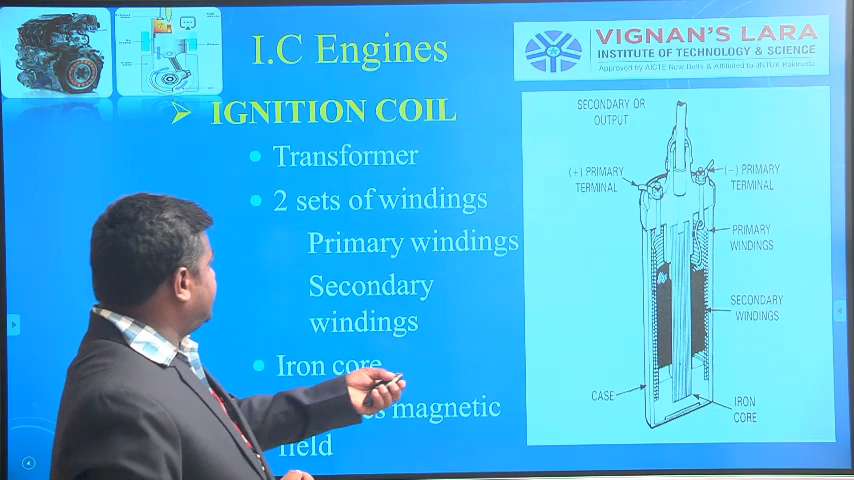 I.C Engines
VIGNAN'S LARA
INSTITUTE OF TECHNOLOGY & SCIENCE
Approved by AICTE New Delhi & Affiliated to JNTUK Kakinada
➢ IGNITION COIL
• Transformer
• 2 sets of windings
Primary windings
Secondary
windings
• Iron core
magnetic
field
SECONDARY OR
OUTPUT
(+) PRIMARY
TERMINAL
(−) PRIMARY
TERMINAL
PRIMARY
WINDINGS
SECONDARY
WINDINGS
CASE
IRON
CORE